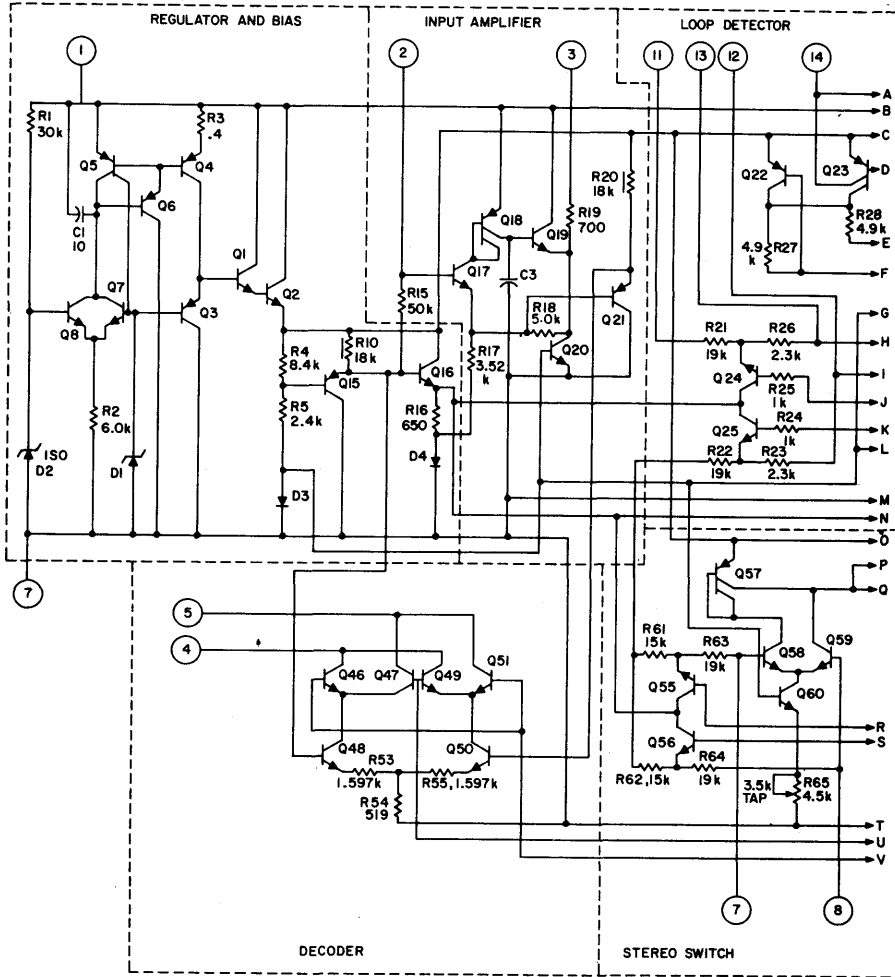 REGULATOR AND BIAS
INPUT AMPLIFIER
LOOP DETECTOR
1
2
3
11
13
12
14
A
B
C
D
E
F
G
H
I
J
K
L
M
N
O
P
Q
R
S
T
U
V
R1
30k
Q5
C1
10
Q6
R3
.4
Q4
Q7
Q8
Q3
Q1
Q2
R2
6.0k
ISO
D2
D1
R4
8.4k
R5
2.4k
D3
R10
18k
Q15
R15
50k
Q16
R16
650
D4
Q17
Q18
Q19
C3
R17
3.52
k
R18
5.0k
R19
700
Q20
R20
18k
Q21
Q22
Q23
4.9
k
R27
R28
4.9k
R21
19k
R26
2.3k
Q24
R25
1k
R24
1k
Q25
R22
19k
R23
2.3k
7
5
4
Q46
Q47
Q49
Q51
Q48
Q50
R53
1.597k
R55, 1.597k
R54
519
Q57
R61
15k
R63
19k
Q58
Q59
Q55
Q60
Q56
R64
19k
R62, 15k
3.5k
TAP
R65
4.5k
7
8
DECODER
STEREO SWITCH